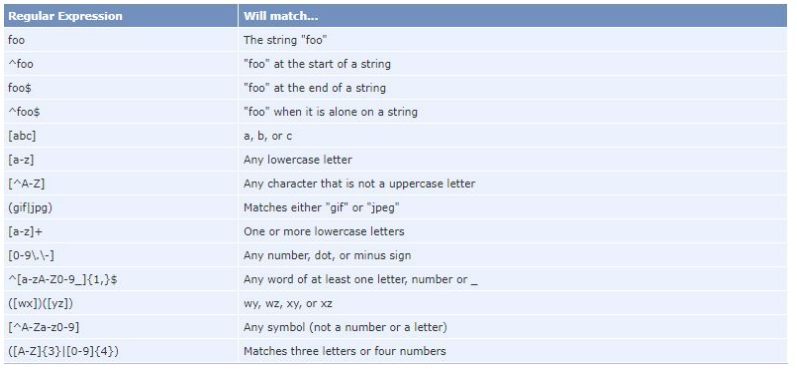 Regular Expression Will match...
foo The string "foo"
^foo "foo" at the start of a string
foo$ "foo" at the end of a string
^foo$ "foo" when it is alone on a string
[abc] a, b, or c
[a-z] Any lowercase letter
[^A-Z] Any character that is not a uppercase letter
(gif|jpg) Matches either "gif" or "jpeg"
[a-z]+ One or more lowercase letters
[0-9\.\-] Any number, dot, or minus sign
^[a-zA-Z0-9_]{1,}$ Any word of at least one letter, number or _
([wx])([yz]) wy, wz, xy, or xz
[^A-Za-z0-9] Any symbol (not a number or a letter)
([A-Z]{3}|[0-9]{4}) Matches three letters or four numbers